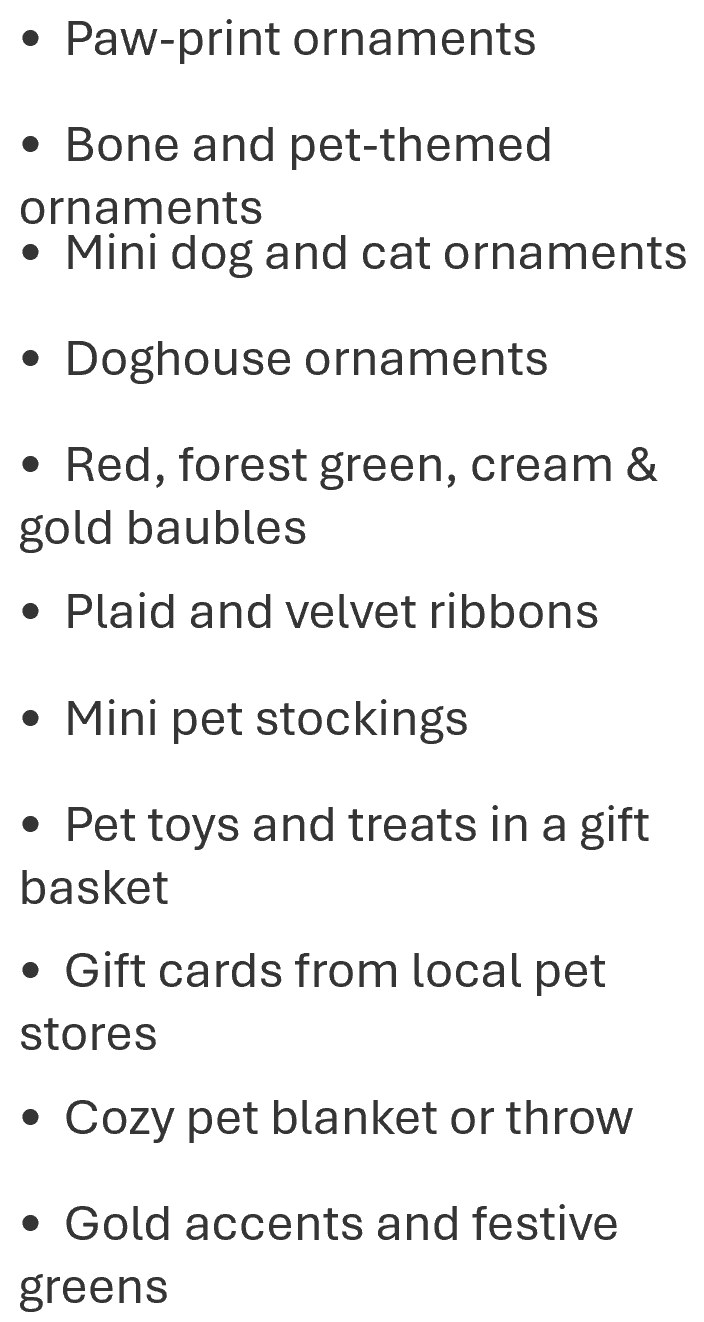 • Paw-print ornaments
• Bone and pet-themed
ornaments
• Mini dog and cat ornaments
• Doghouse ornaments
• Red, forest green, cream &
gold baubles
• Plaid and velvet ribbons
• Mini pet stockings
• Pet toys and treats in a gift
basket
• Gift cards from local pet
stores
• Cozy pet blanket or throw
• Gold accents and festive
greens